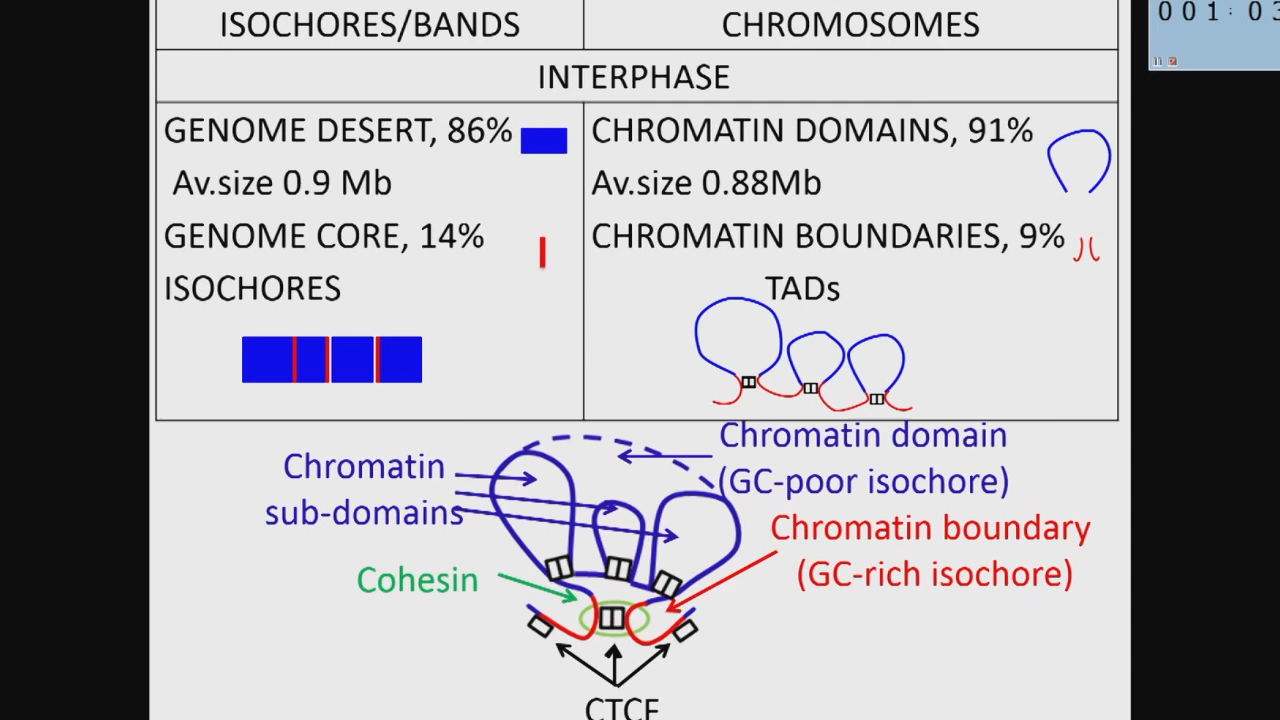 ISOCHORES/BANDS
CHROMOSOMES
INTERPHASE
GENOME DESERT, 86%
Av.size 0.9 Mb
GENOME CORE, 14%
ISOCHORES
CHROMATIN DOMAINS, 91%
Av.size 0.88Mb
CHROMATIN BOUNDARIES, 9%
TADs
Chromatin
sub-domains
Chromatin domain
(GC-poor isochore)
Chromatin boundary
(GC-rich isochore)
Cohesin
CTCF
001:03